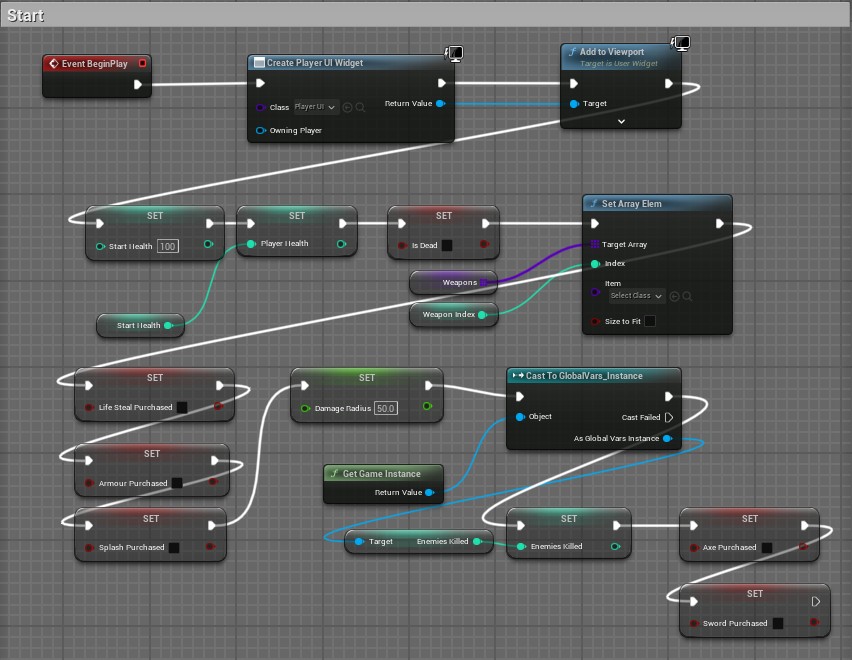 Start
Event BeginPlay
Create Player UI Widget
Class Player UI
Return Value
Owning Player
f Add to Viewport
Target is User Widget
Target
SET
Start Health 100
SET
Player Health
SET
Is Dead
f Set Array Elem
Target Array
Index
Item
Select Class
Size to Fit
Weapons
Weapon Index
Start Health
SET
Life Steal Purchased
SET
Armour Purchased
SET
Splash Purchased
SET
Damage Radius 50.0
Cast To GlobalVars_Instance
Object
Cast Failed
As Global Vars Instance
f Get Game Instance
Return Value
Target Enemies Killed
SET
Enemies Killed
SET
Axe Purchased
SET
Sword Purchased